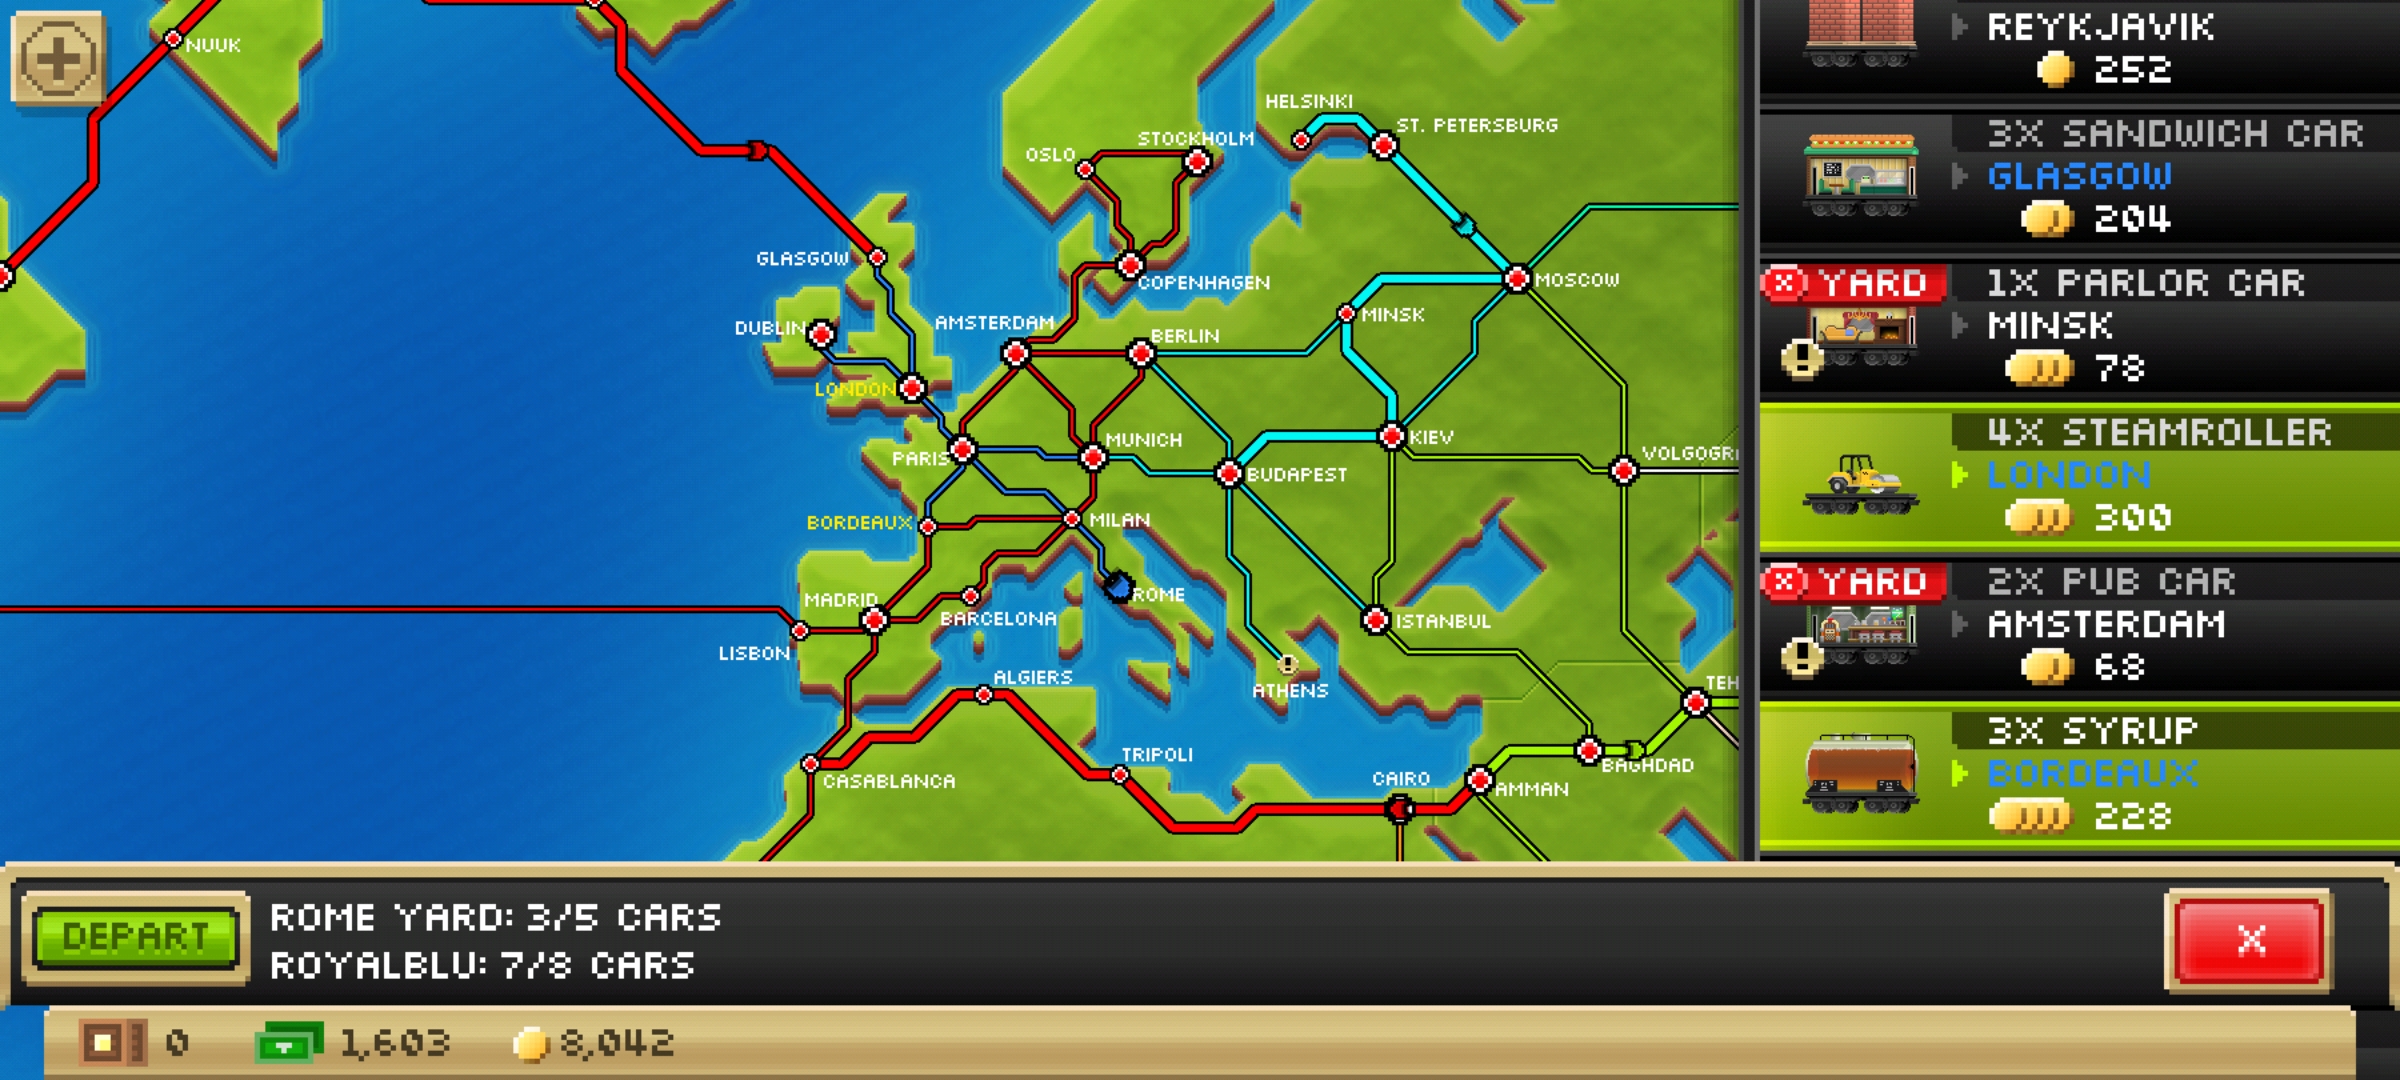 NUUK
HELSINKI
ST. PETERSBURG
STOCKHOLM
OSLO
GLASGOW
COPENHAGEN
MOSCOW
DUBLIN
AMSTERDAM
BERLIN
MINSK
LONDON
PARIS
MUNICH
KIEV
BUDAPEST
VOLGOGR
BORDEAUX
MILAN
MADRID
BARCELONA
ROME
ISTANBUL
LISBON
ALGIERS
ATHENS
TEH
CASABLANCA
TRIPOLI
CAIRO
AMMAN
BAGHDAD
REYKJAVIK
252
3X SANDWICH CAR
GLASGOW
204
YARD
1X PARLOR CAR
MINSK
78
4X STEAMROLLER
LONDON
300
YARD
2X PUB CAR
AMSTERDAM
68
3X SYRUP
BORDEAUX
228
DEPART
ROME YARD: 3/5 CARS
ROYALBLU: 7/8 CARS
X
0
1,603
8,042